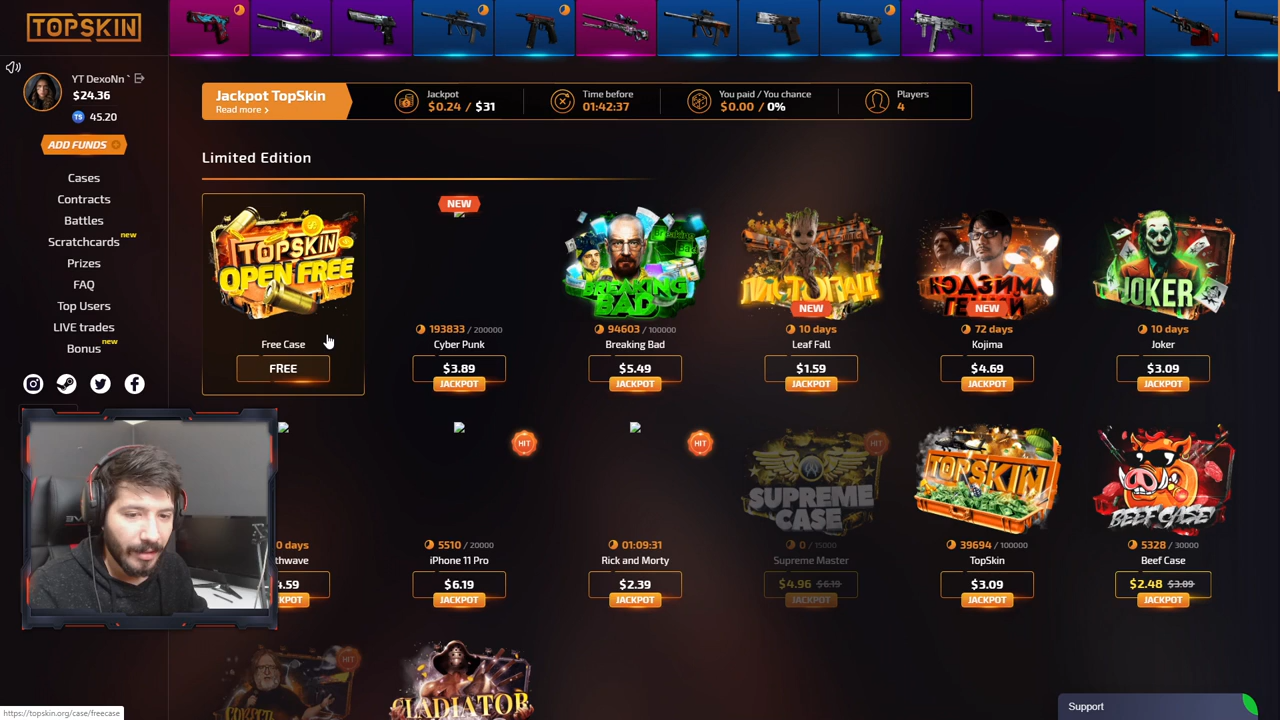 TOPSKIN
YT DexoNn `
$24.36
TS 45.20
ADD FUNDS
Cases
Contracts
Battles
Scratchcards new
Prizes
FAQ
Top Users
LIVE trades
Bonus new
Jackpot TopSkin
Read more >
Jackpot
$0.24 / $31
Time before
01:42:37
You paid / You chance
$0.00 / 0%
Players
4
Limited Edition
TOPSKIN
OPEN FREE
Free Case
FREE
NEW
193833 / 200000
Cyber Punk
$3.89
JACKPOT
BREAKING
BAD
94603 / 100000
Breaking Bad
$5.49
JACKPOT
ЛИСТОПАД
NEW
10 days
Leaf Fall
$1.59
JACKPOT
КОДЗИМА
ГЕНИЙ
NEW
72 days
Kojima
$4.69
JACKPOT
JOKER
10 days
Joker
$3.09
JACKPOT
0 days
thwave
4.59
POT
HIT
5510 / 20000
iPhone 11 Pro
$6.19
JACKPOT
HIT
01:09:31
Rick and Morty
$2.39
JACKPOT
HIT
SUPREME
CASE
0 / 15000
Supreme Master
$4.96 $6.19
JACKPOT
TOPSKIN
39694 / 100000
TopSkin
$3.09
JACKPOT
BEEF CASE
5328 / 30000
Beef Case
$2.48 $3.09
JACKPOT
HIT
GLADIATOR
https://topskin.org/case/freecase
Support